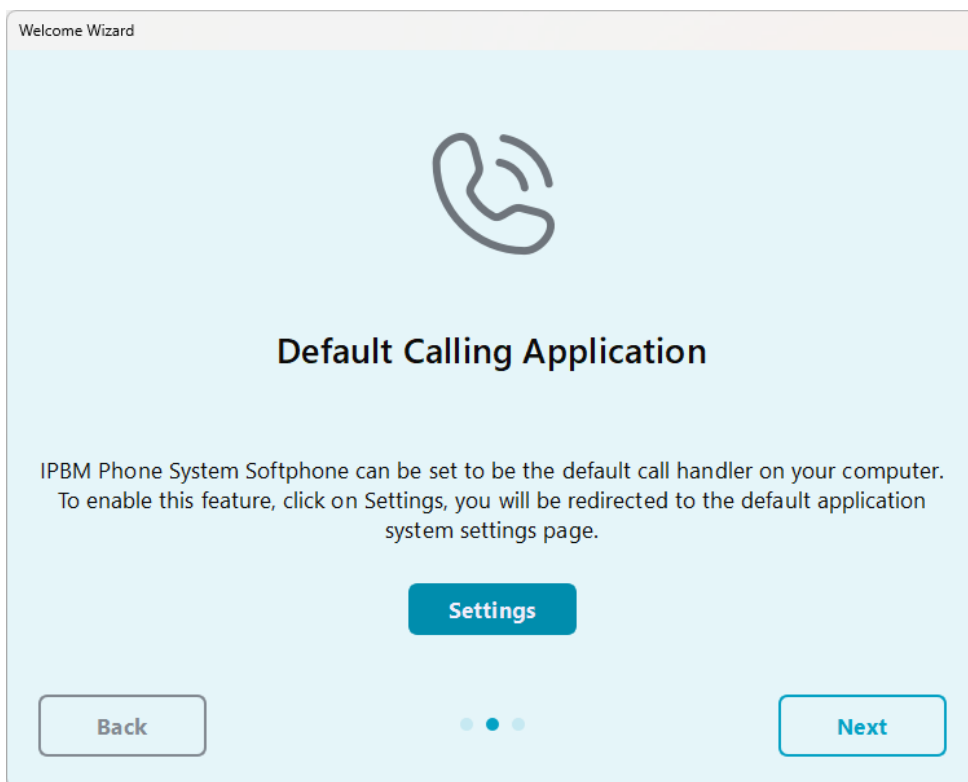 Welcome Wizard
Default Calling Application
IPBM Phone System Softphone can be set to be the default call handler on your computer.
To enable this feature, click on Settings, you will be redirected to the default application
system settings page.
Settings
Back
Next